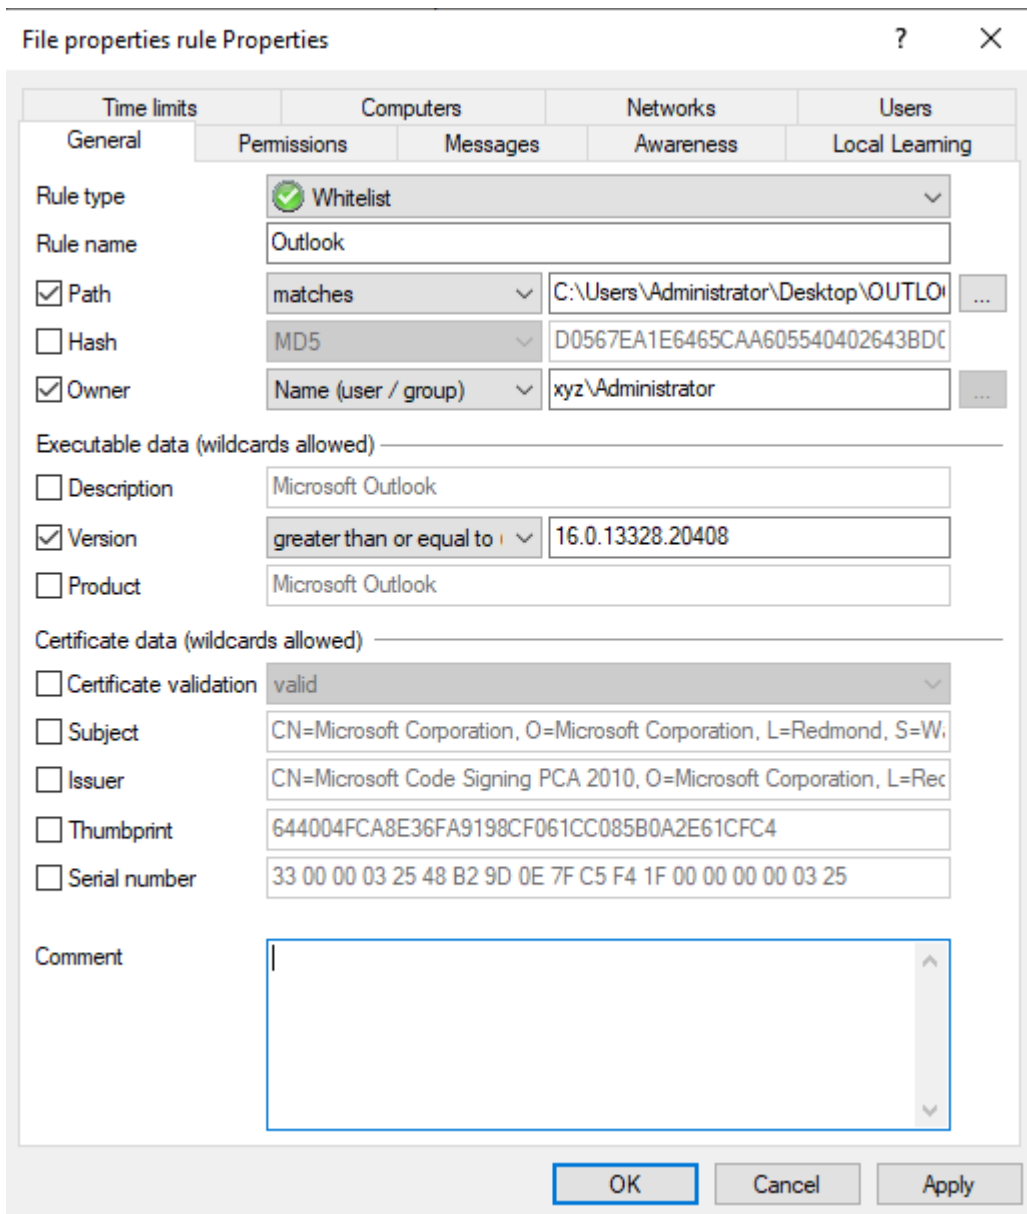 File properties rule Properties
?
Time limits Computers Networks Users
General Permissions Messages Awareness Local Learning
Rule type Whitelist
Rule name Outlook
Path matches C:\Users\Administrator\Desktop\OUTLO
...
Hash MD5 D0567EA1E6465CAA605540402643BD
Owner Name (user / group) xyz\Administrator
...
Executable data (wildcards allowed)
Description Microsoft Outlook
Version greater than or equal to 16.0.13328.20408
Product Microsoft Outlook
Certificate data (wildcards allowed)
Certificate validation valid
Subject CN=Microsoft Corporation, O=Microsoft Corporation, L=Redmond, S=W
Issuer CN=Microsoft Code Signing PCA 2010, O=Microsoft Corporation, L=Red
Thumbprint 644004FCA8E36FA9198CF061CC085B0A2E61CFC4
Serial number 33 00 00 03 25 48 B2 9D 0E 7F C5 F4 1F 00 00 00 00 03 25
Comment
OK Cancel Apply